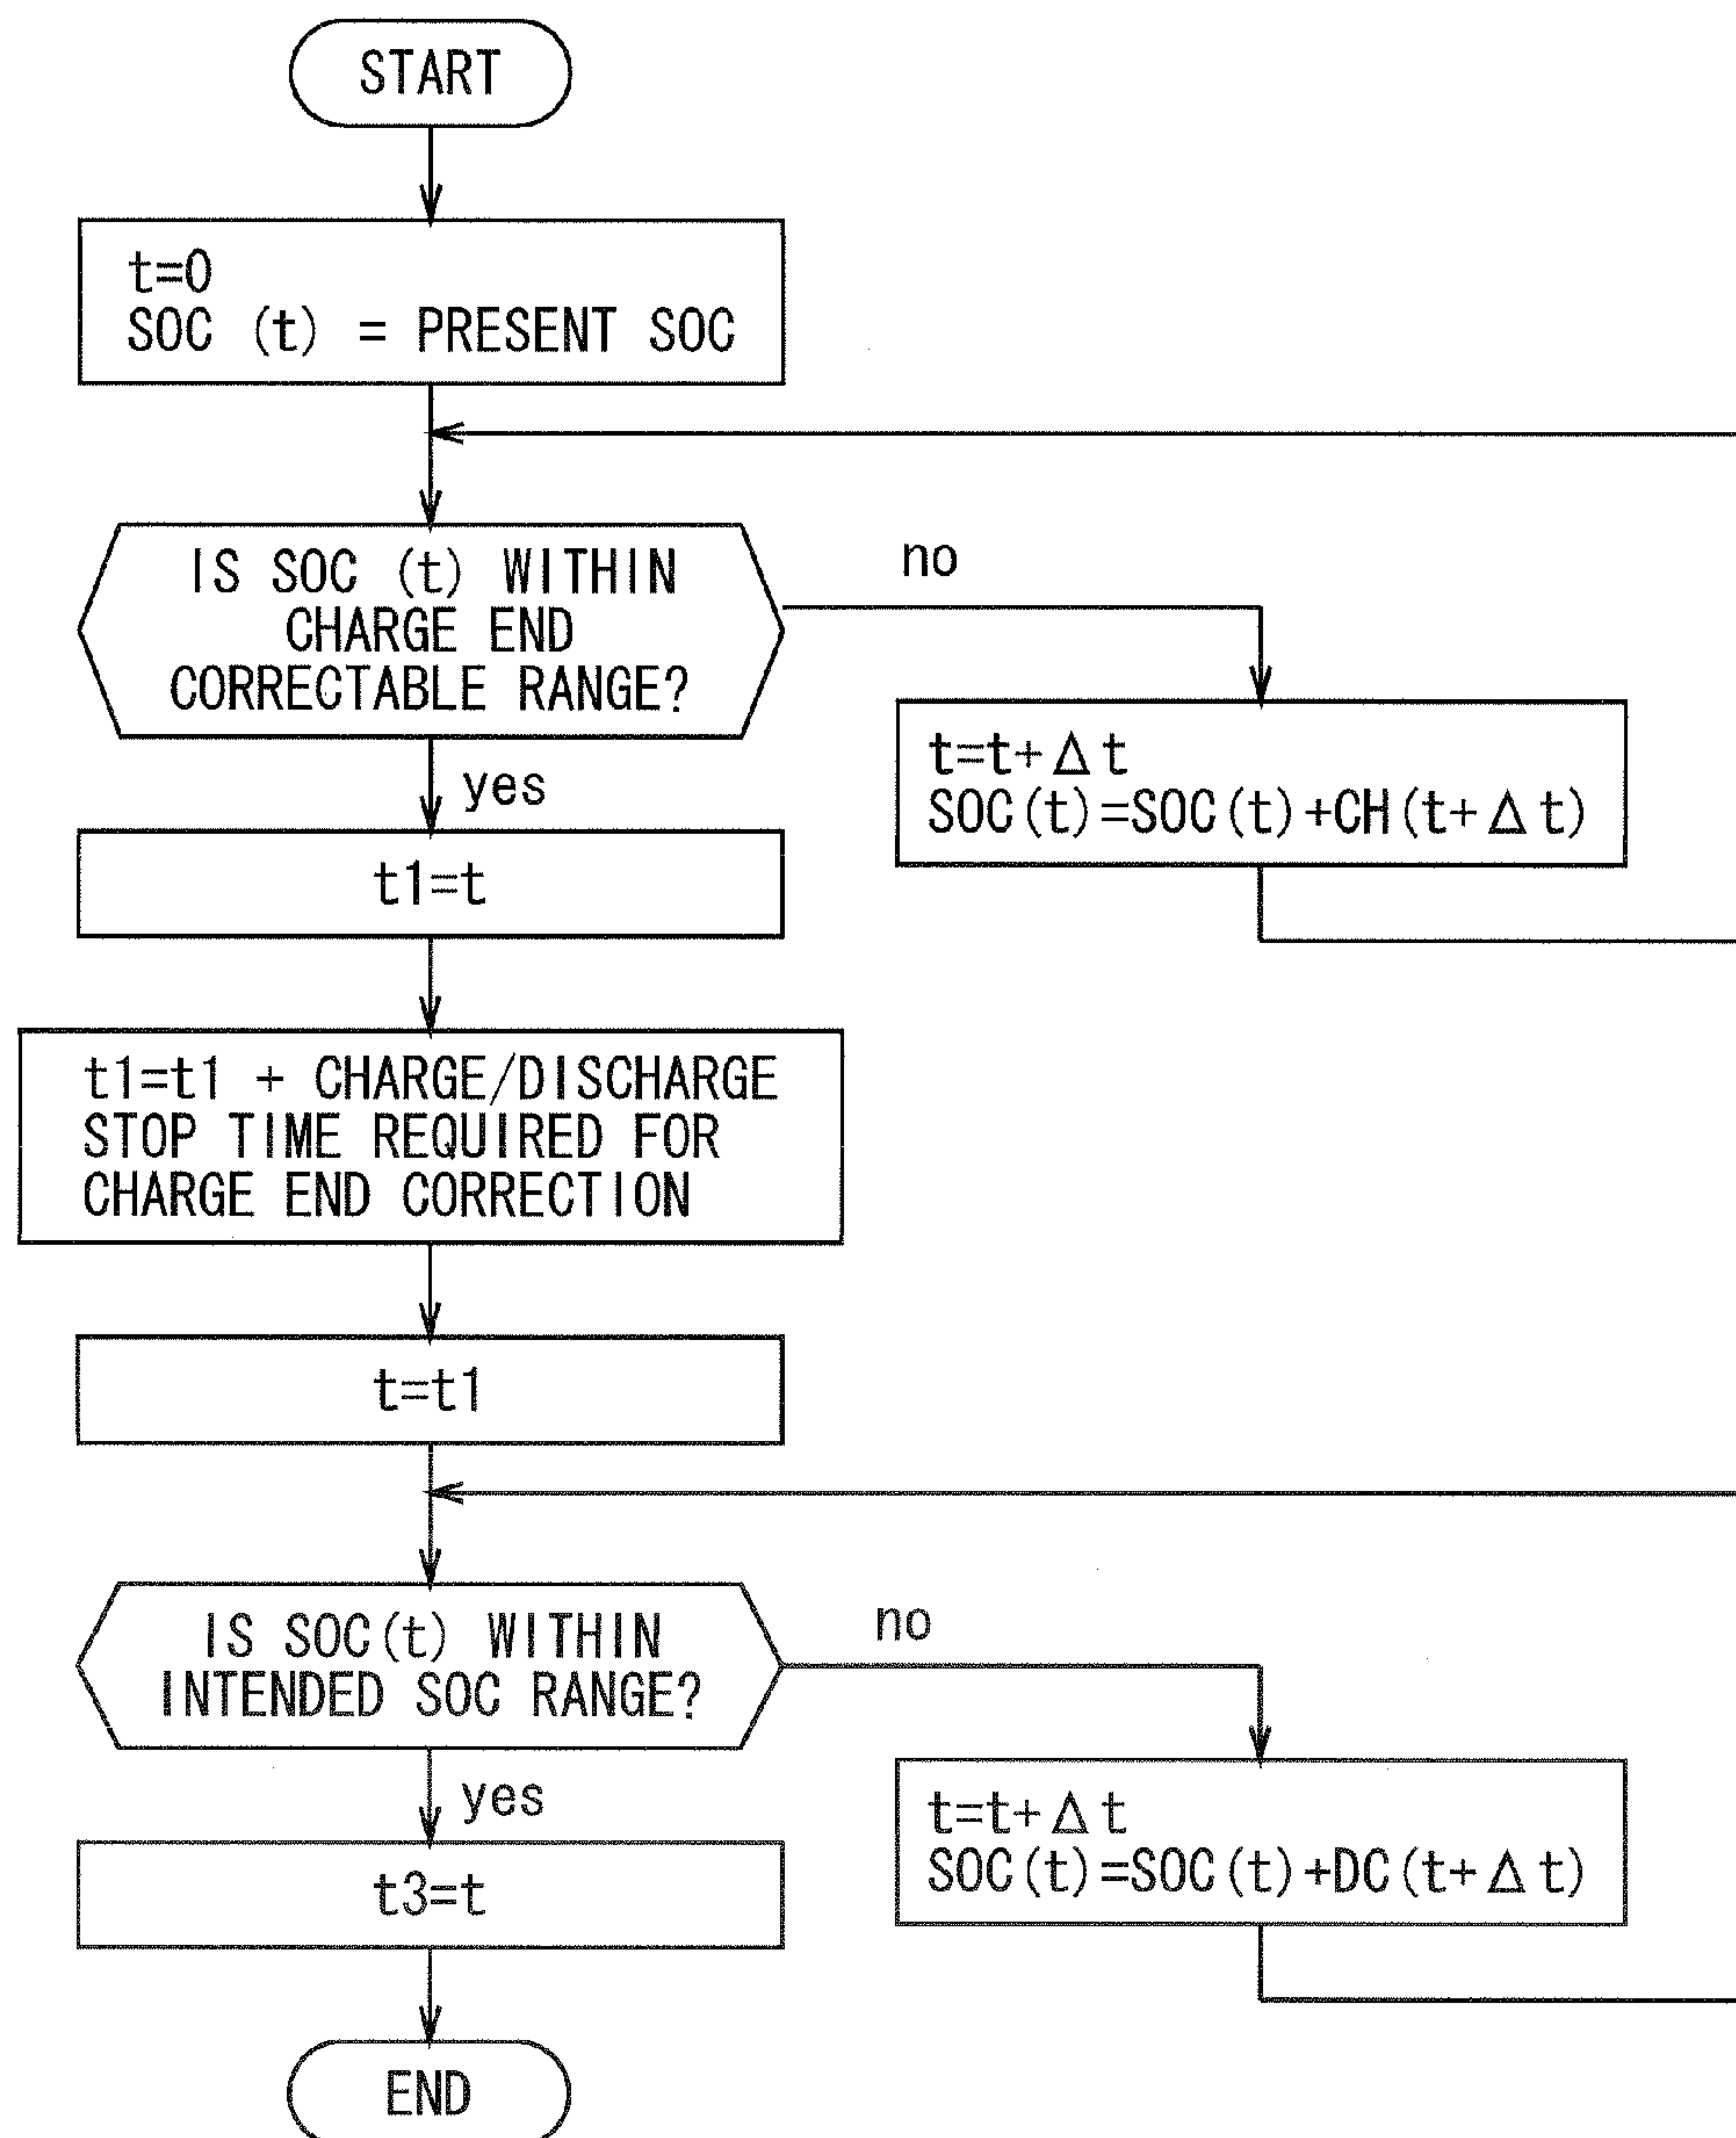 START
t=0
SOC (t) = PRESENT SOC
IS SOC (t) WITHIN
CHARGE END
CORRECTABLE RANGE?
no
t=t+Δt
SOC(t)=SOC(t)+CH(t+Δt)
yes
t1=t
t1=t1 + CHARGE/DISCHARGE
STOP TIME REQUIRED FOR
CHARGE END CORRECTION
t=t1
IS SOC(t) WITHIN
INTENDED SOC RANGE?
no
t=t+Δt
SOC(t)=SOC(t)+DC(t+Δt)
yes
t3=t
END